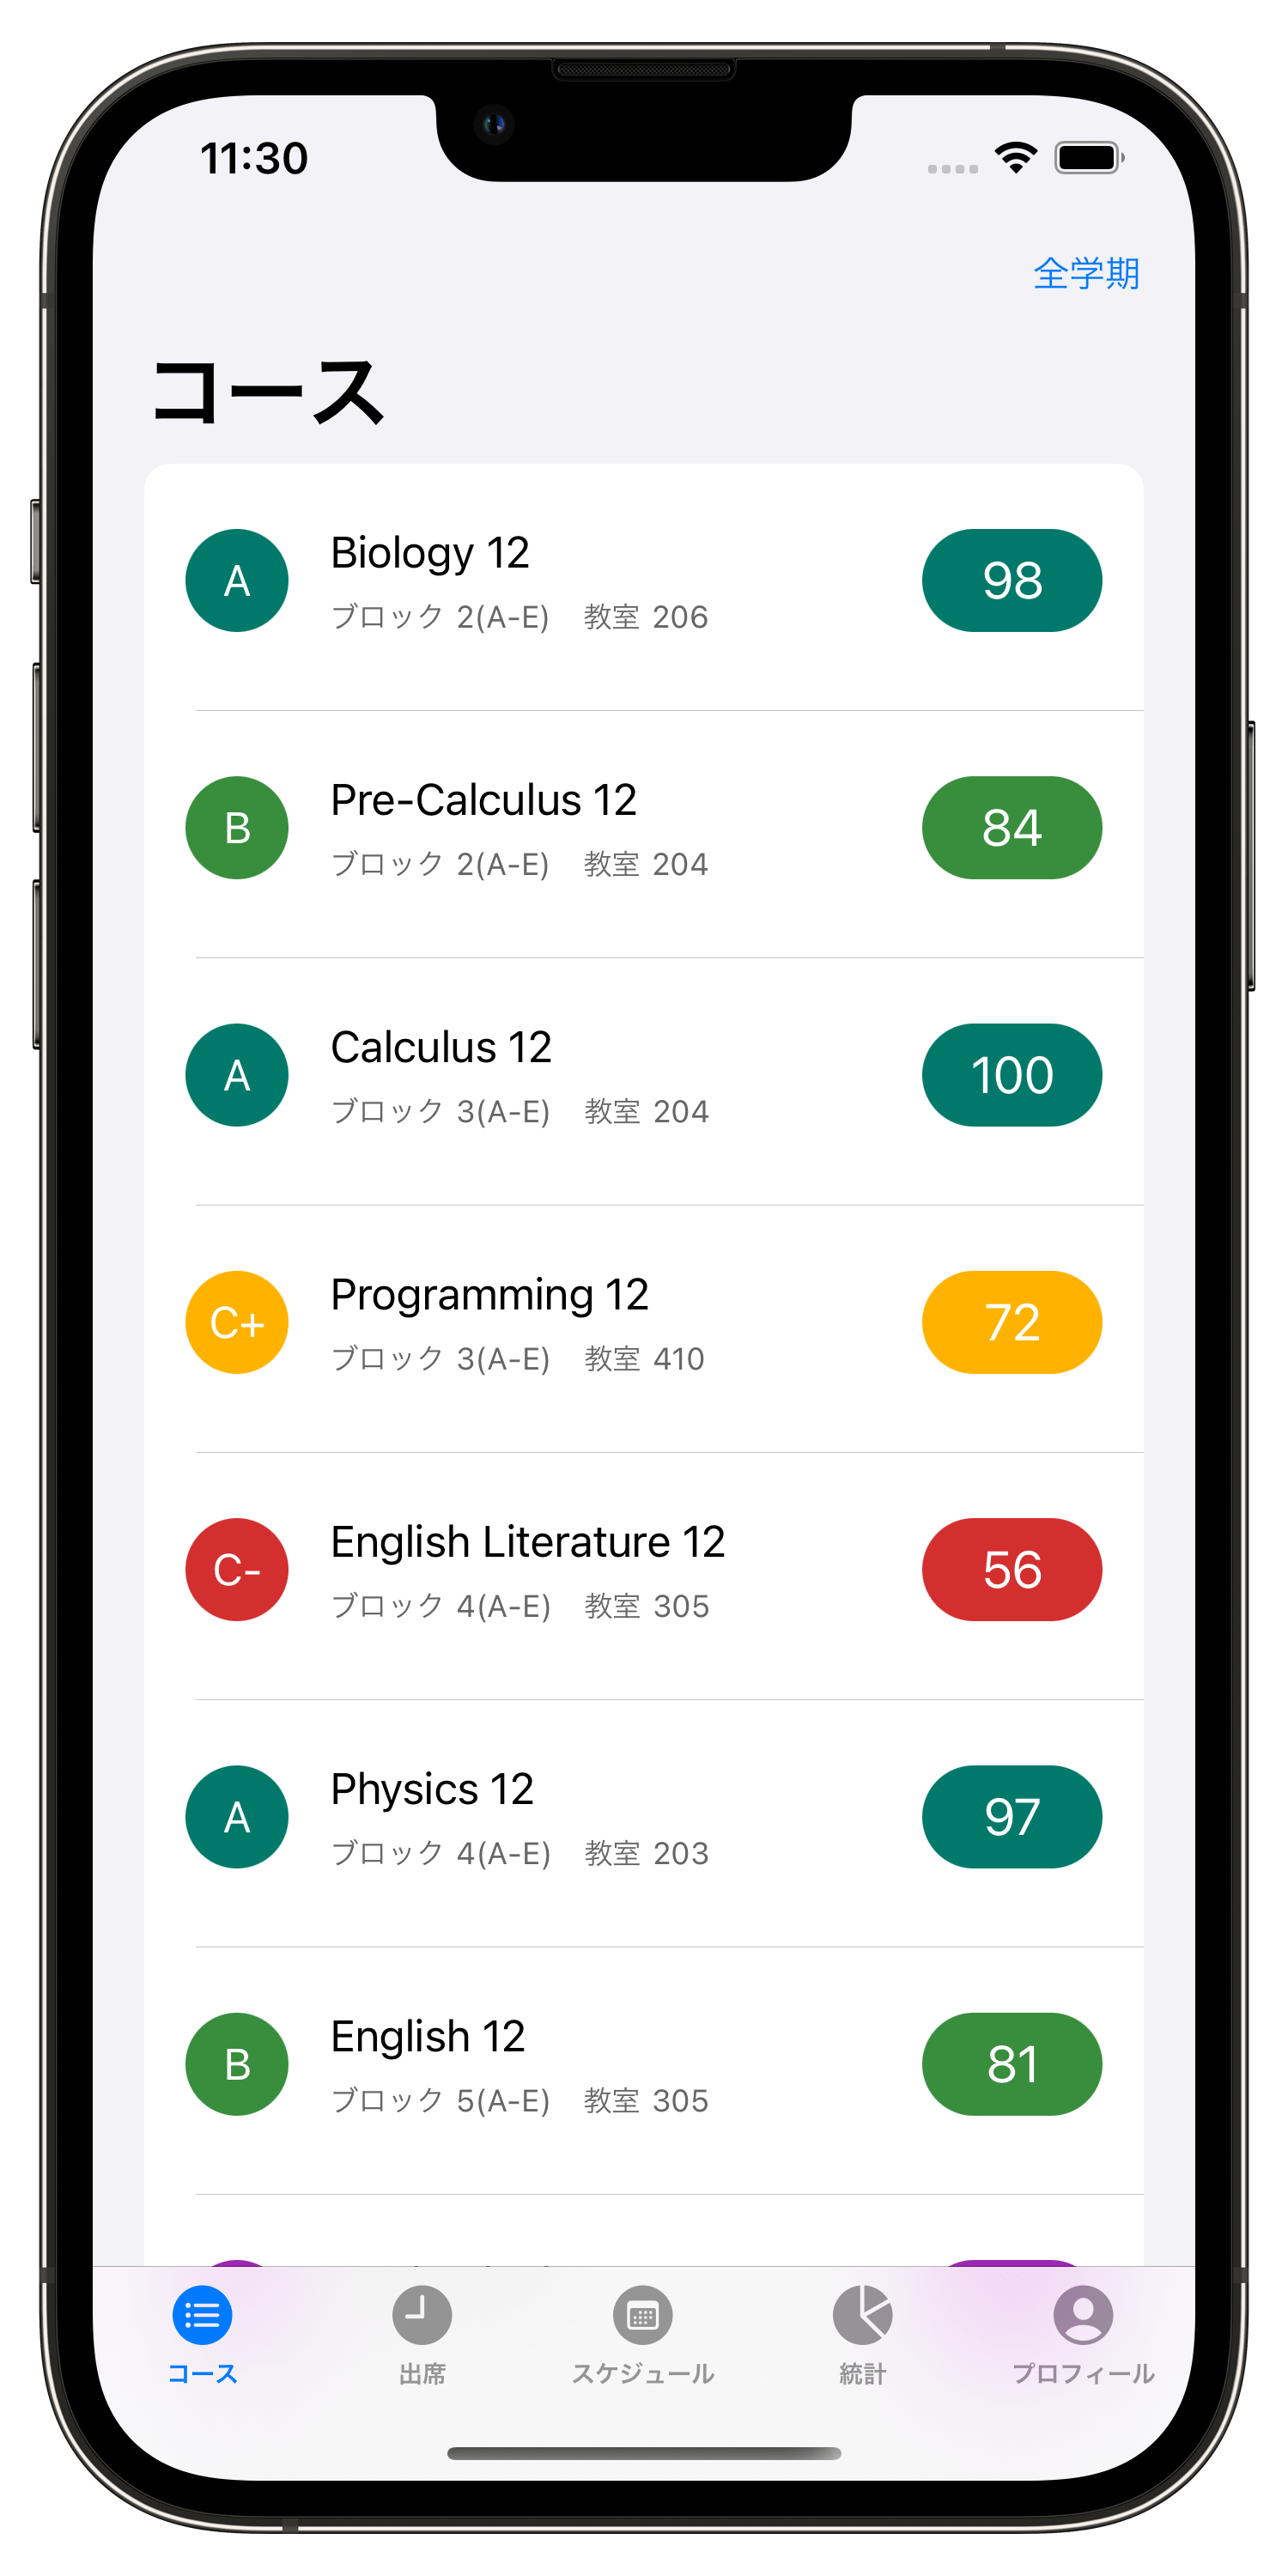 11:30
全学期
コース
A
Biology 12
98
ブロック 2(A-E) 教室 206
B
Pre-Calculus 12
84
ブロック 2(A-E) 教室 204
A
Calculus 12
100
ブロック 3(A-E) 教室 204
C+
Programming 12
72
ブロック 3(A-E) 教室 410
C-
English Literature 12
56
ブロック 4(A-E) 教室 305
A
Physics 12
97
ブロック 4(A-E) 教室 203
B
English 12
81
ブロック 5(A-E) 教室 305
コース 出席 スケジュール 統計 プロフィール